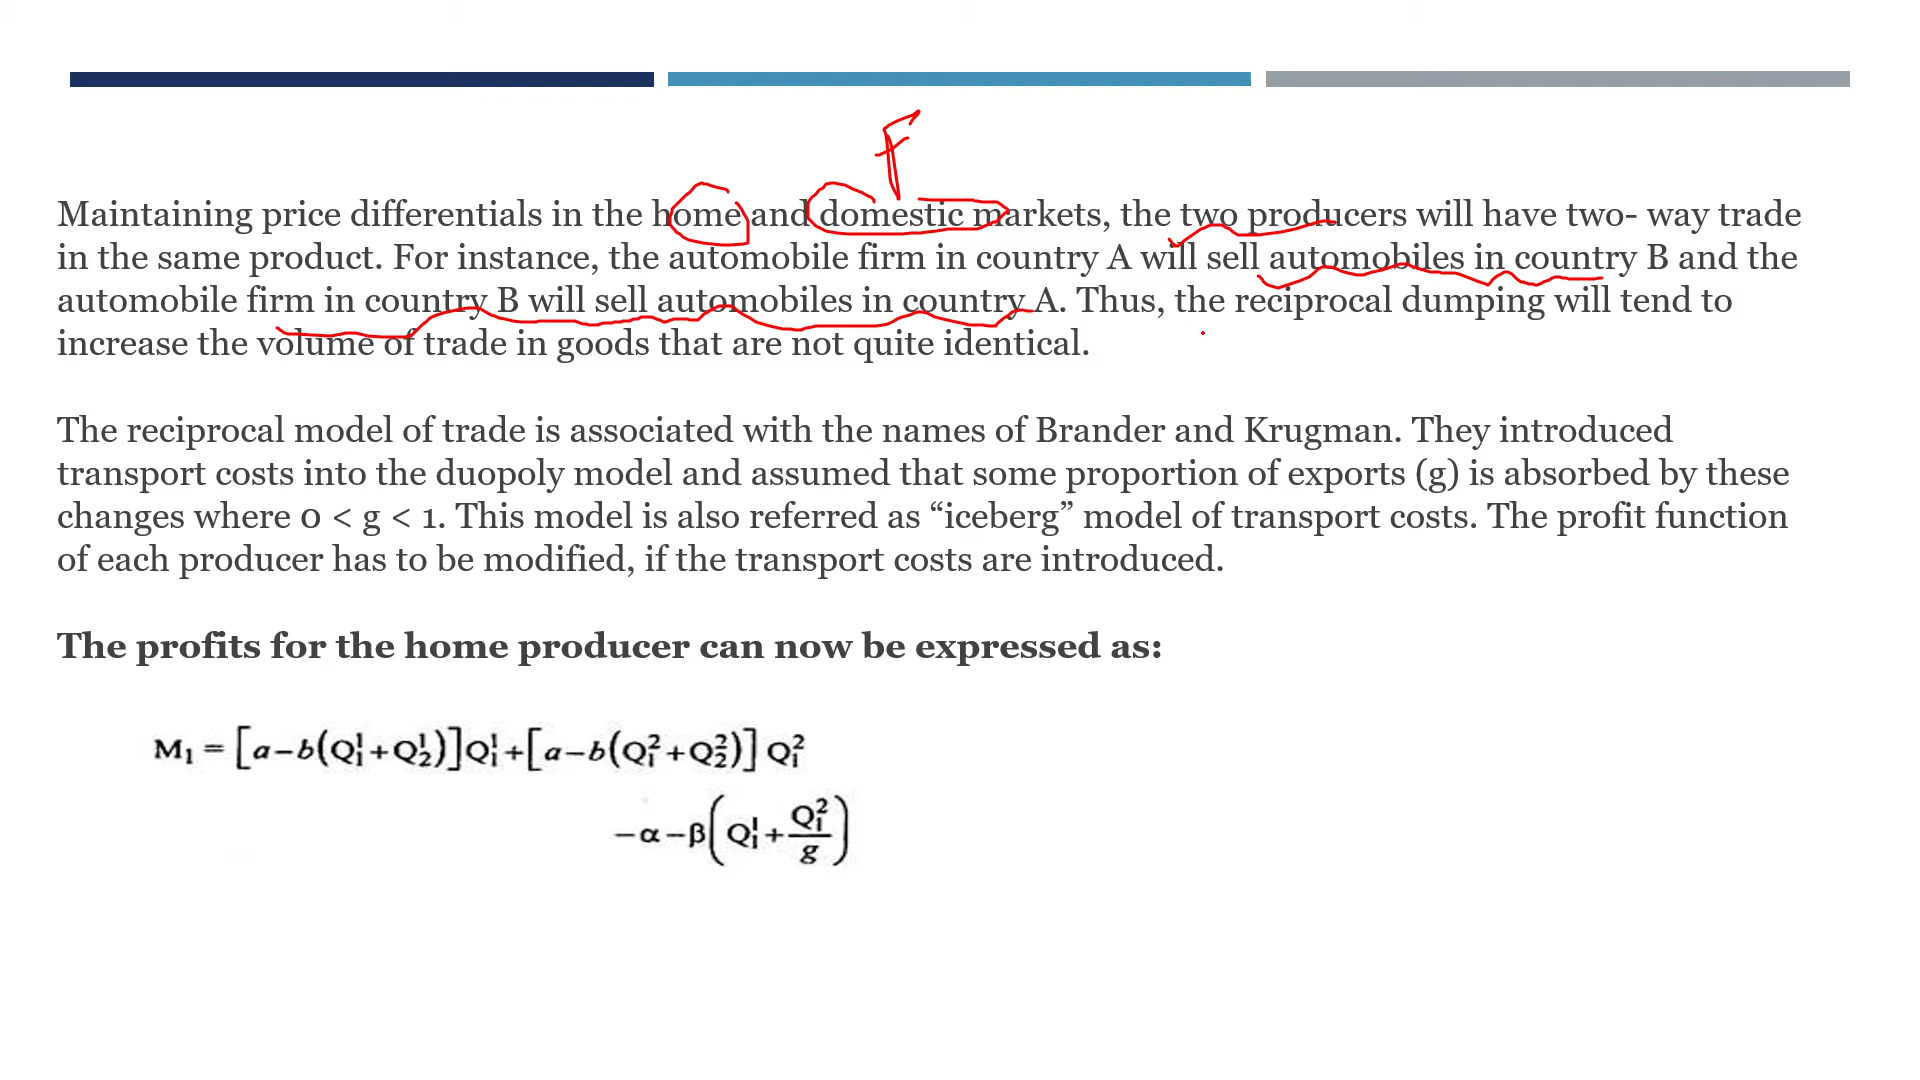 F
Maintaining price differentials in the home and domestic markets, the two producers will have two- way trade
in the same product. For instance, the automobile firm in country A will sell automobiles in country B and the
automobile firm in country B will sell automobiles in country A. Thus, the reciprocal dumping will tend to
increase the volume of trade in goods that are not quite identical.
The reciprocal model of trade is associated with the names of Brander and Krugman. They introduced
transport costs into the duopoly model and assumed that some proportion of exports (g) is absorbed by these
changes where 0 < g < 1. This model is also referred as “iceberg” model of transport costs. The profit function
of each producer has to be modified, if the transport costs are introduced.
The profits for the home producer can now be expressed as:
M₁ = [a−b(Q₁¹+Q₂¹)]Q₁¹+[a−b(Q₁²+Q₂²)] Q₁²
−α−β(Q₁¹+Q₁²/g)